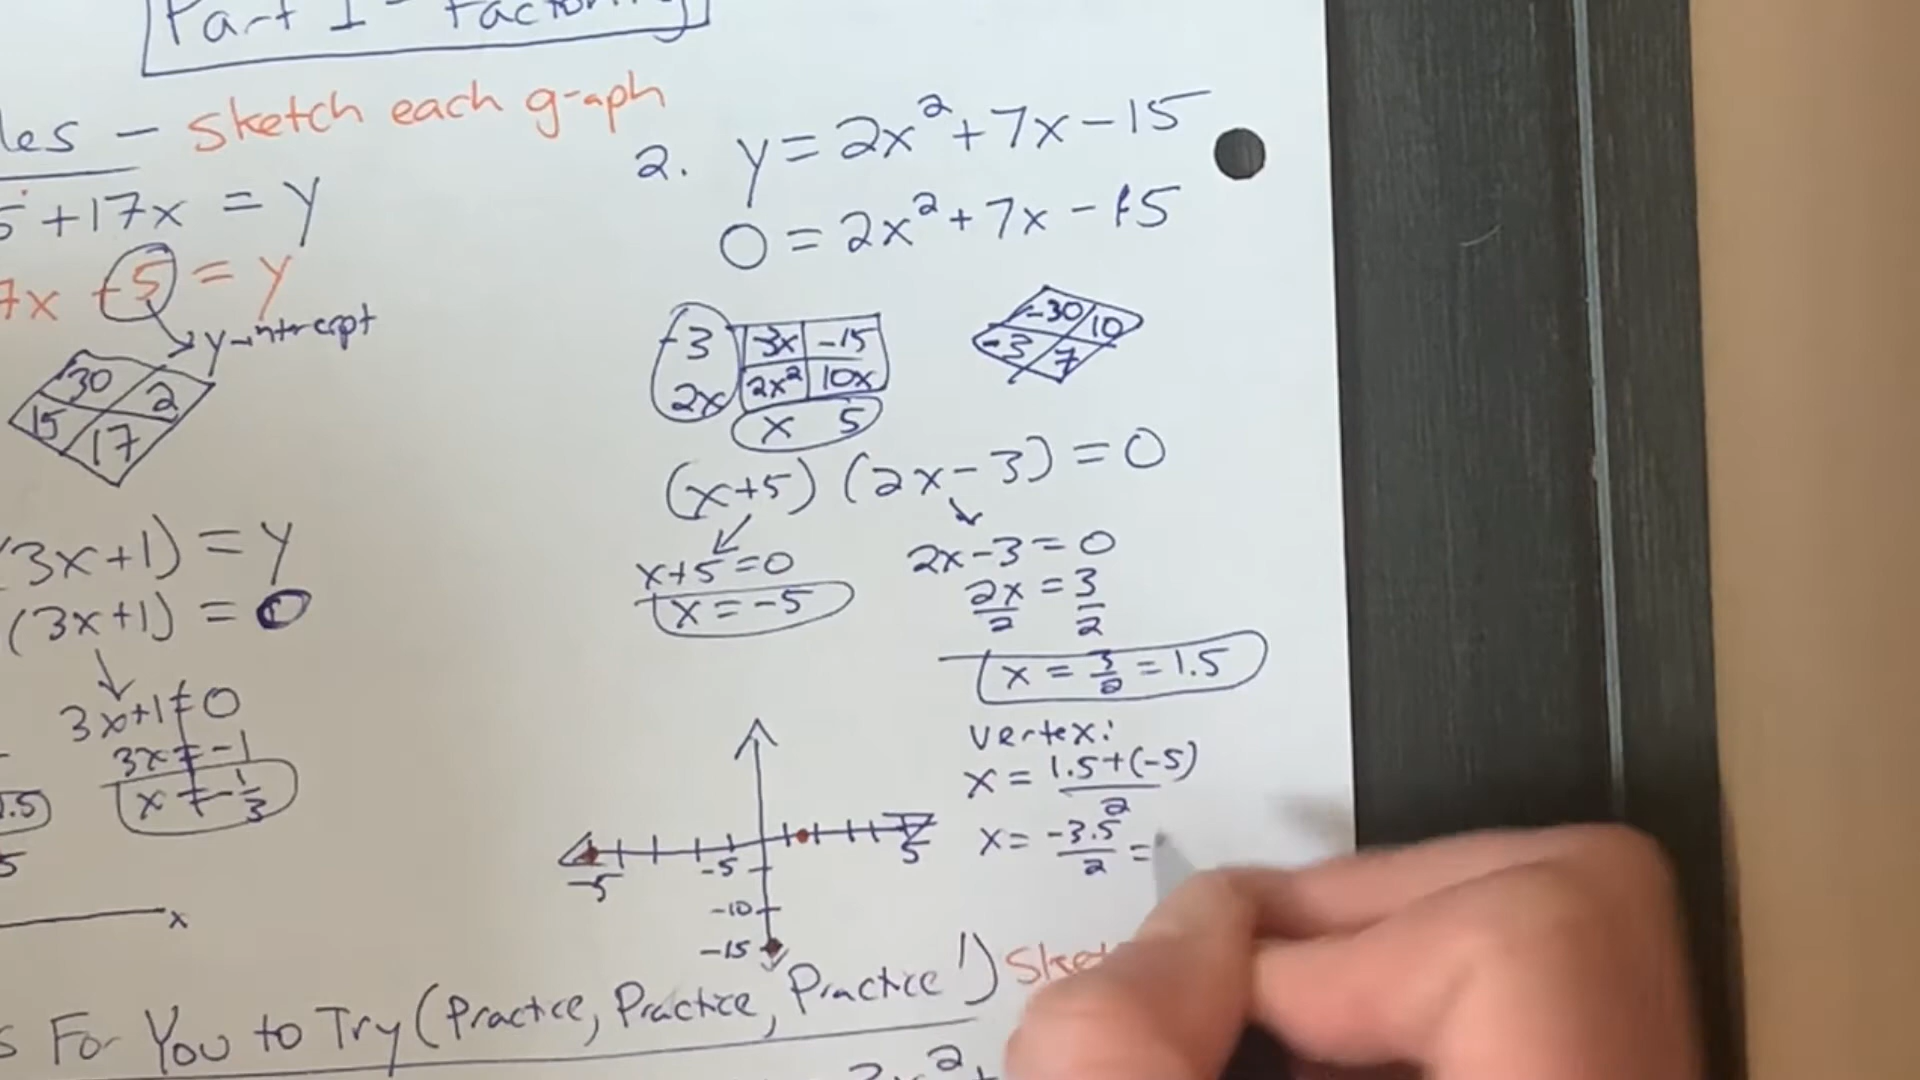 Part I - Factoring
les - Sketch each graph
5 + 17x = y
7x +5 = y
y-intercept
30
15 2
17
(3x+1) = y
(3x+1) = 0
3x+1=0
3x=-1
x=-1/3
.5
5
x
2. y = 2x² + 7x - 15
0 = 2x² + 7x - 15
-3 3x -15
2x 2x² 10x
x 5
-30
-3 10
7
(x+5) (2x-3) = 0
x+5=0
x=-5
2x-3=0
2x/2 = 3/2
x = 3/2 = 1.5
vertex:
x = 1.5+(-5)/2
x = -3.5/2 =
-5 5
-5
-10
-15
s For You to Try (Practice, Practice, Practice!) Sket